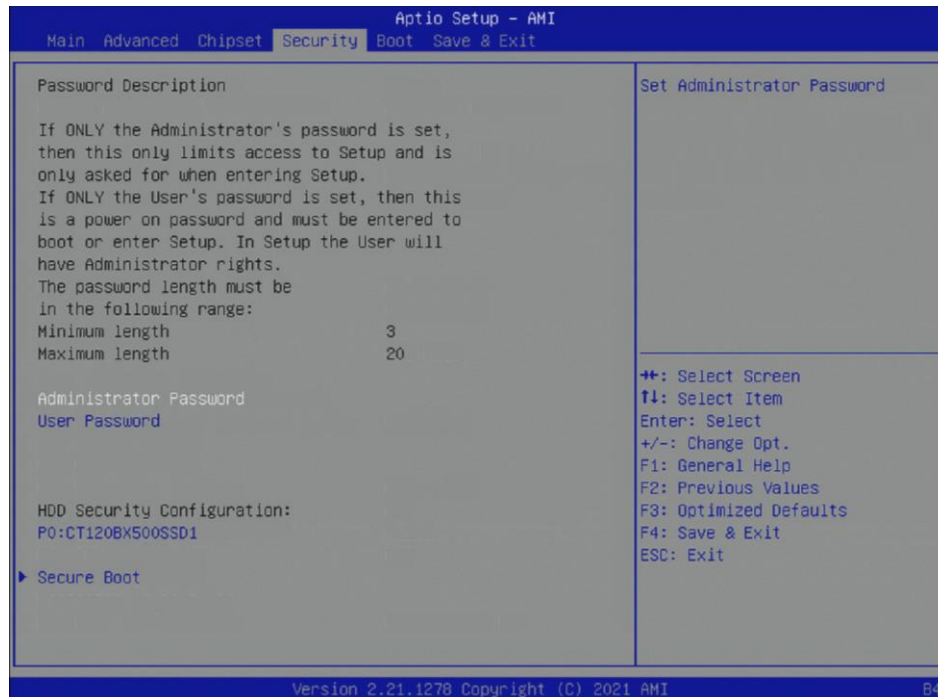 Aptio Setup - AMI
Main Advanced Chipset Security Boot Save & Exit
Password Description
If ONLY the Administrator's password is set,
then this only limits access to Setup and is
only asked for when entering Setup.
If ONLY the User's password is set, then this
is a power on password and must be entered to
boot or enter Setup. In Setup the User will
have Administrator rights.
The password length must be
in the following range:
Minimum length 3
Maximum length 20
Administrator Password
User Password
HDD Security Configuration:
P0:CT120BX500SSD1
Secure Boot
Set Administrator Password
→←: Select Screen
↑↓: Select Item
Enter: Select
+/-: Change Opt.
F1: General Help
F2: Previous Values
F3: Optimized Defaults
F4: Save & Exit
ESC: Exit
Version 2.21.1278 Copyright (C) 2021 AMI